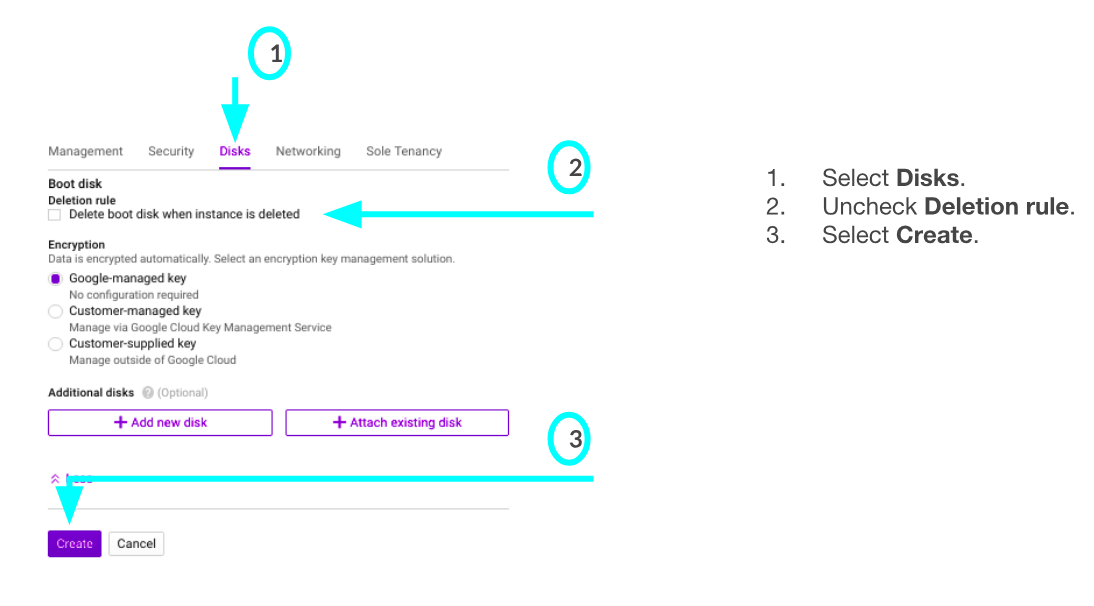 1
Management Security Disks Networking Sole Tenancy
2
Boot disk
Deletion rule
Delete boot disk when instance is deleted
Encryption
Data is encrypted automatically. Select an encryption key management solution.
Google-managed key
No configuration required
Customer-managed key
Manage via Google Cloud Key Management Service
Customer-supplied key
Manage outside of Google Cloud
Additional disks ? (Optional)
+ Add new disk + Attach existing disk
3
Create Cancel
1. Select Disks.
2. Uncheck Deletion rule.
3. Select Create.